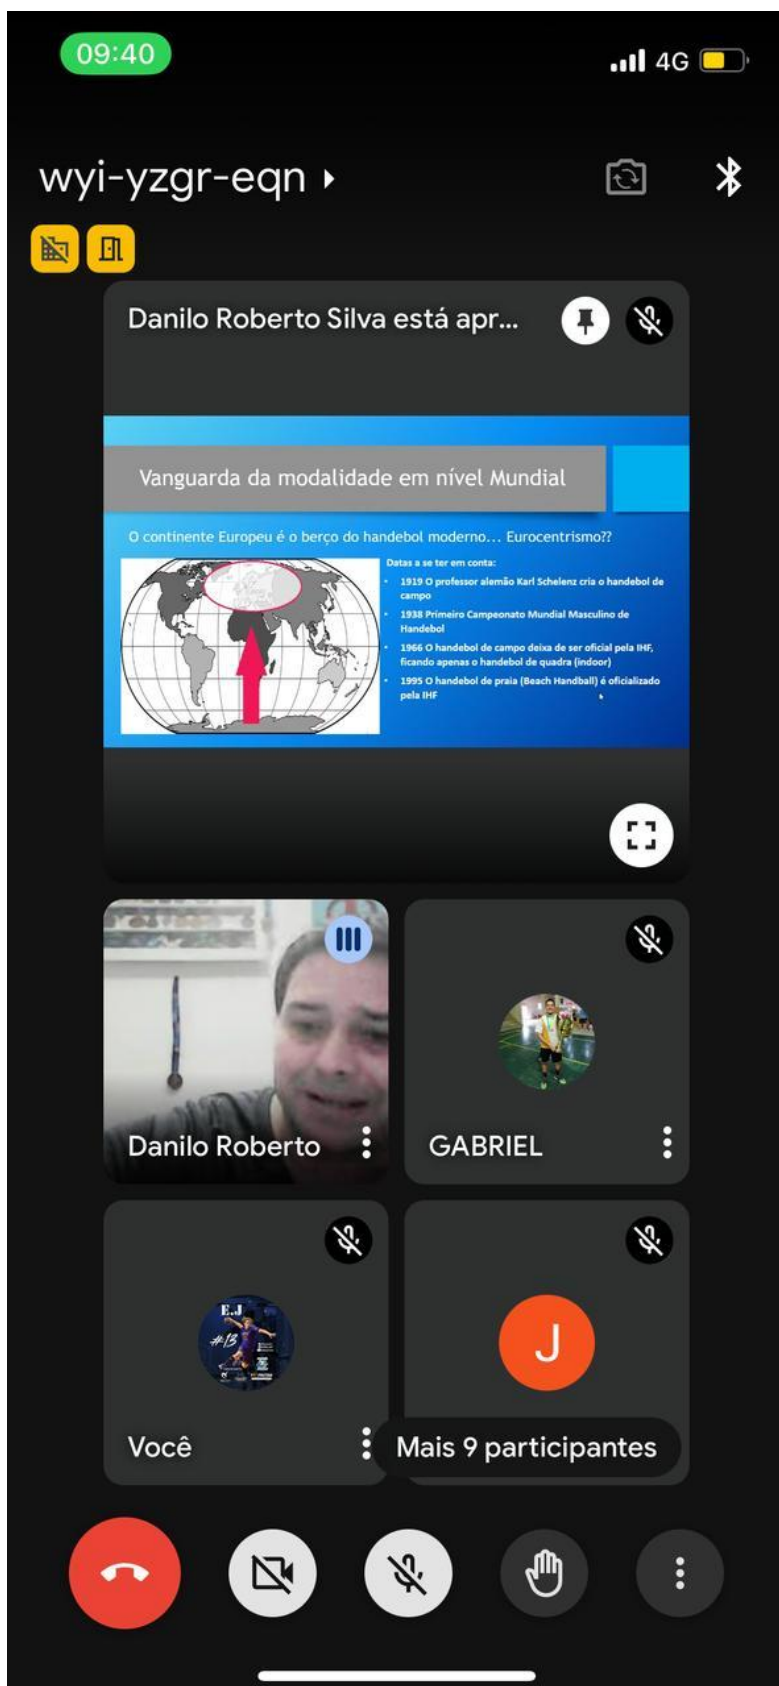 09:40
4G
wyi-yzgr-eqn
Danilo Roberto Silva está apr...
Vanguarda da modalidade em nível Mundial
O continente Europeu é o berço do handebol moderno... Eurocentrismo??
Datas a se ter em conta:
• 1919 O professor alemão Karl Schelenz cria o handebol de
campo
• 1938 Primeiro Campeonato Mundial Masculino de
Handebol
• 1966 O handebol de campo deixa de ser oficial pela IHF,
ficando apenas o handebol de quadra (indoor)
• 1995 O handebol de praia (Beach Handball) é oficializado
pela IHF
Danilo Roberto
GABRIEL
E.J
#13
Você
J
Mais 9 participantes